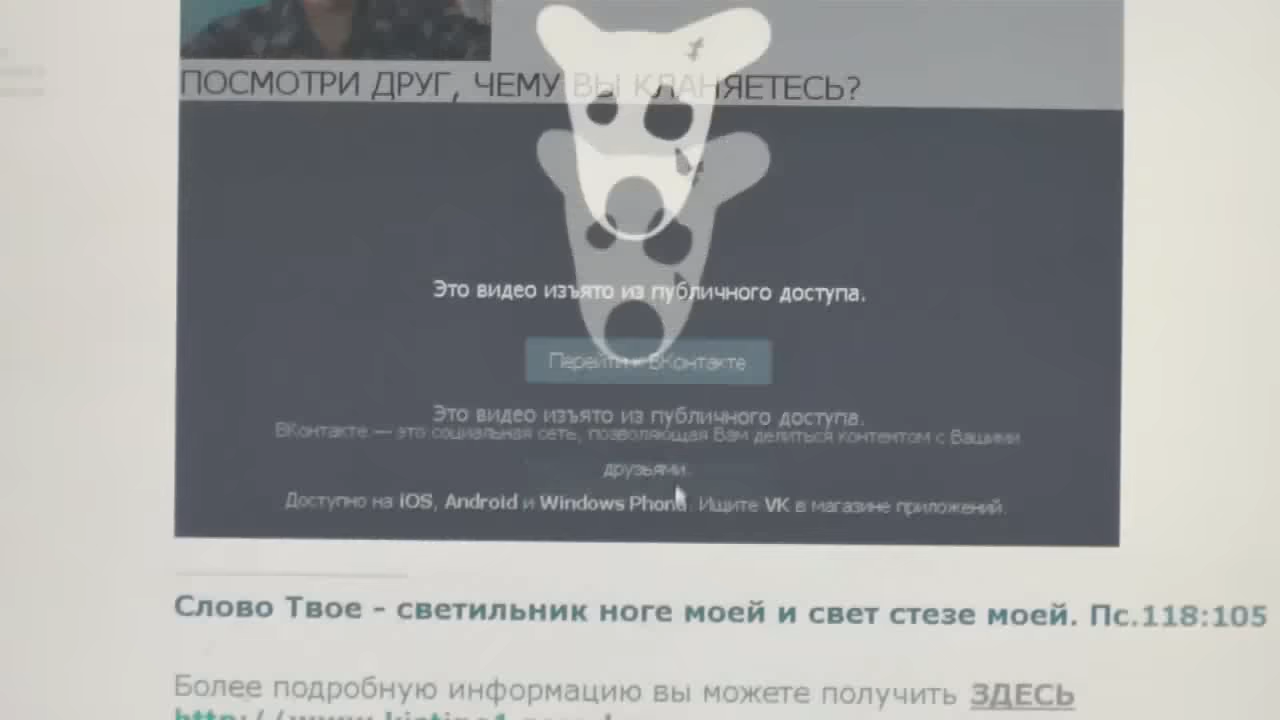 ПОСМОТРИ ДРУГ, ЧЕМУ ВЫ КЛАНЯЕТЕСЬ?
Это видео изъято из публичного доступа.
Перейти ВКонтакте
Это видео изъято из публичного доступа.
ВКонтакте — это социальная сеть, позволяющая Вам делиться контентом с Вашими
друзьями.
Доступно на iOS, Android и Windows Phone. Ищите VK в магазине приложений.
Слово Твое - светильник ноге моей и свет стезе моей. Пс.118:105
Более подробную информацию вы можете получить ЗДЕСЬ